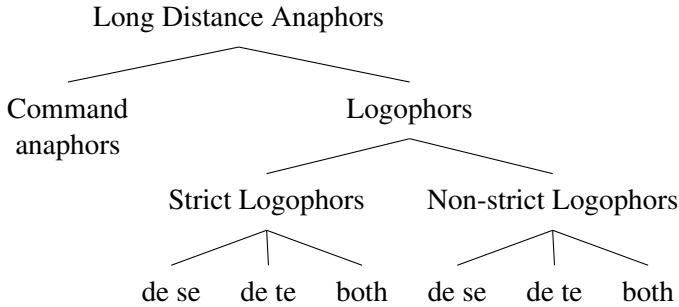 Long Distance Anaphors
Command
anaphors
Logophors
Strict Logophors
Non-strict Logophors
de se
de te
both
de se
de te
both